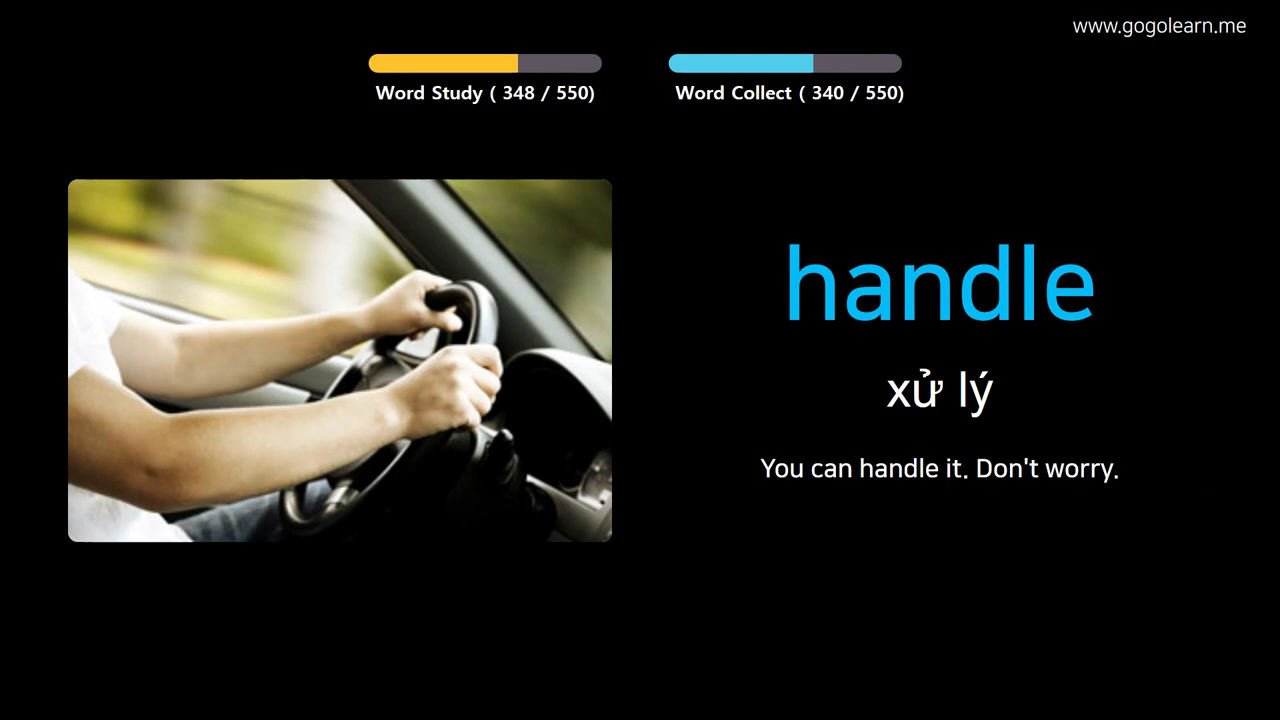 www.gogolearn.me
Word Study ( 348 / 550)
Word Collect ( 340 / 550)
handle
xử lý
You can handle it. Don't worry.